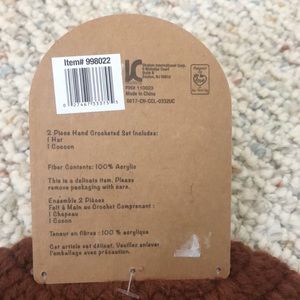 Item# 998022
Made in China
2 Piece Hand Crocheted Set Includes:
1 Hat
1 Cocoon
Fiber Contents: 100% Acrylic
This is a delicate item. Please
remove packaging with care.
Ensemble 2 Pièces
Fait à Main au Crochet Comprenant :
1 Chapeau
1 Cocon
Teneur en fibres : 100 % acrylique
Cet article est délicat. Veuillez enlever
l'emballage avec précaution.